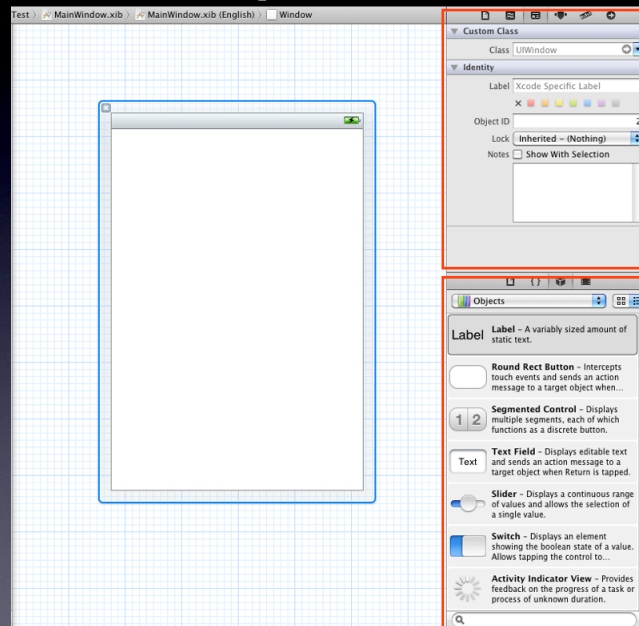 Test MainWindow.xib MainWindow.xib (English) Window
Custom Class
Class UIWindow
Identity
Label Xcode Specific Label
Object ID 2
Lock Inherited - (Nothing)
Notes Show With Selection
Objects
Label
Label - A variably sized amount of
static text.
Round Rect Button - Intercepts
touch events and sends an action
message to a target object when...
1 2
Segmented Control - Displays
multiple segments, each of which
functions as a discrete button.
Text
Text Field - Displays editable text
and sends an action message to a
target object when Return is tapped.
Slider - Displays a continuous range
of values and allows the selection of
a single value.
Switch - Displays an element
showing the boolean state of a value.
Allows tapping the control to...
Activity Indicator View - Provides
feedback on the progress of a task or
process of unknown duration.